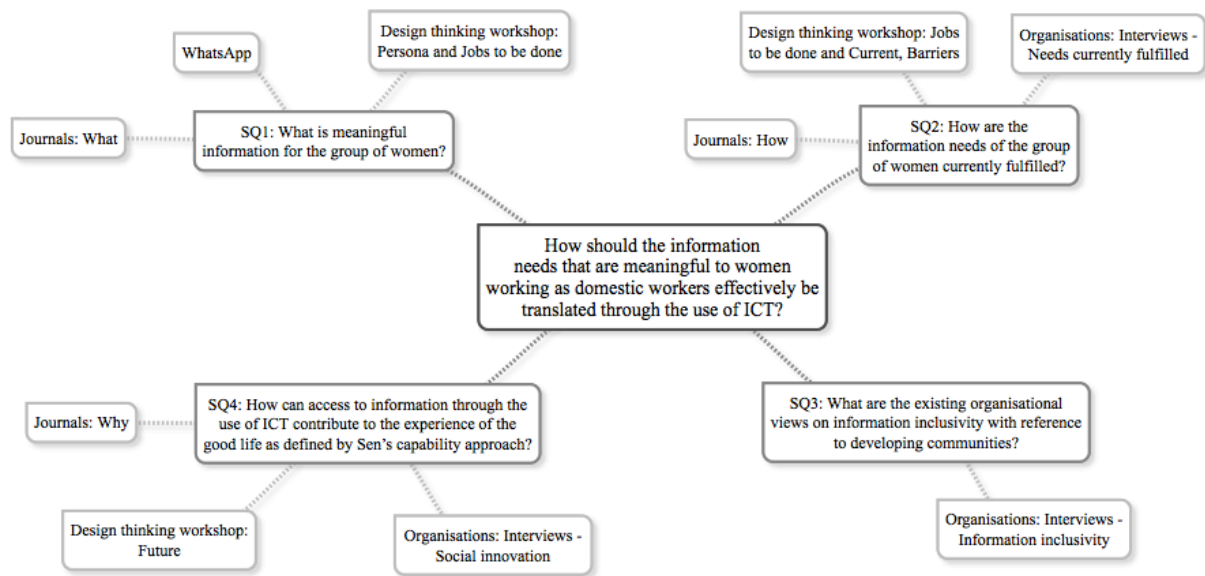 WhatsApp
Design thinking workshop:
Persona and Jobs to be done
Journals: What
SQ1: What is meaningful
information for the group of women?
Design thinking workshop: Jobs
to be done and Current, Barriers
Organisations: Interviews -
Needs currently fulfilled
Journals: How
SQ2: How are the
information needs of the group
of women currently fulfilled?
How should the information
needs that are meaningful to women
working as domestic workers effectively be
translated through the use of ICT?
SQ4: How can access to information through the
use of ICT contribute to the experience of the
good life as defined by Sen's capability approach?
Journals: Why
Design thinking workshop:
Future
Organisations: Interviews -
Social innovation
SQ3: What are the existing organisational
views on information inclusivity with reference
to developing communities?
Organisations: Interviews -
Information inclusivity